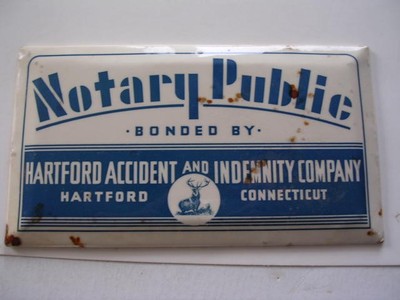 Notary Public
· BONDED BY ·
HARTFORD ACCIDENT AND INDEMNITY COMPANY
HARTFORD CONNECTICUT